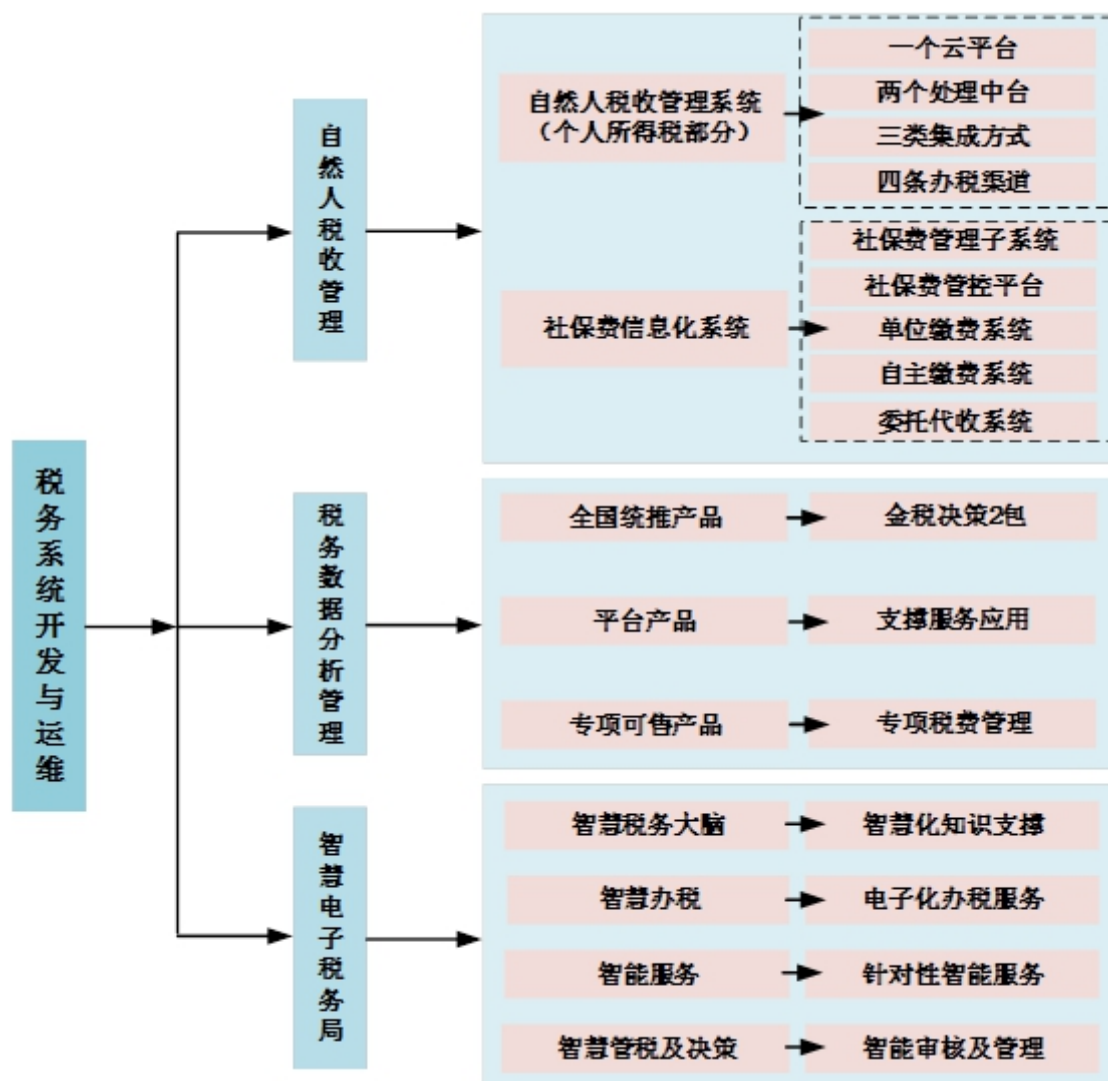 税务系统开发与运维
自然人税收管理
自然人税收管理系统
（个人所得税部分）
一个云平台
两个处理中台
三类集成方式
四条办税渠道
社保费信息化系统
社保费管理子系统
社保费管控平台
单位缴费系统
自主缴费系统
委托代收系统
税务数据分析管理
全国统推产品
金税决策2包
平台产品
支撑服务应用
专项可售产品
专项税费管理
智慧电子税务局
智慧税务大脑
智慧化知识支撑
智慧办税
电子化办税服务
智能服务
针对性智能服务
智慧管税及决策
智能审核及管理